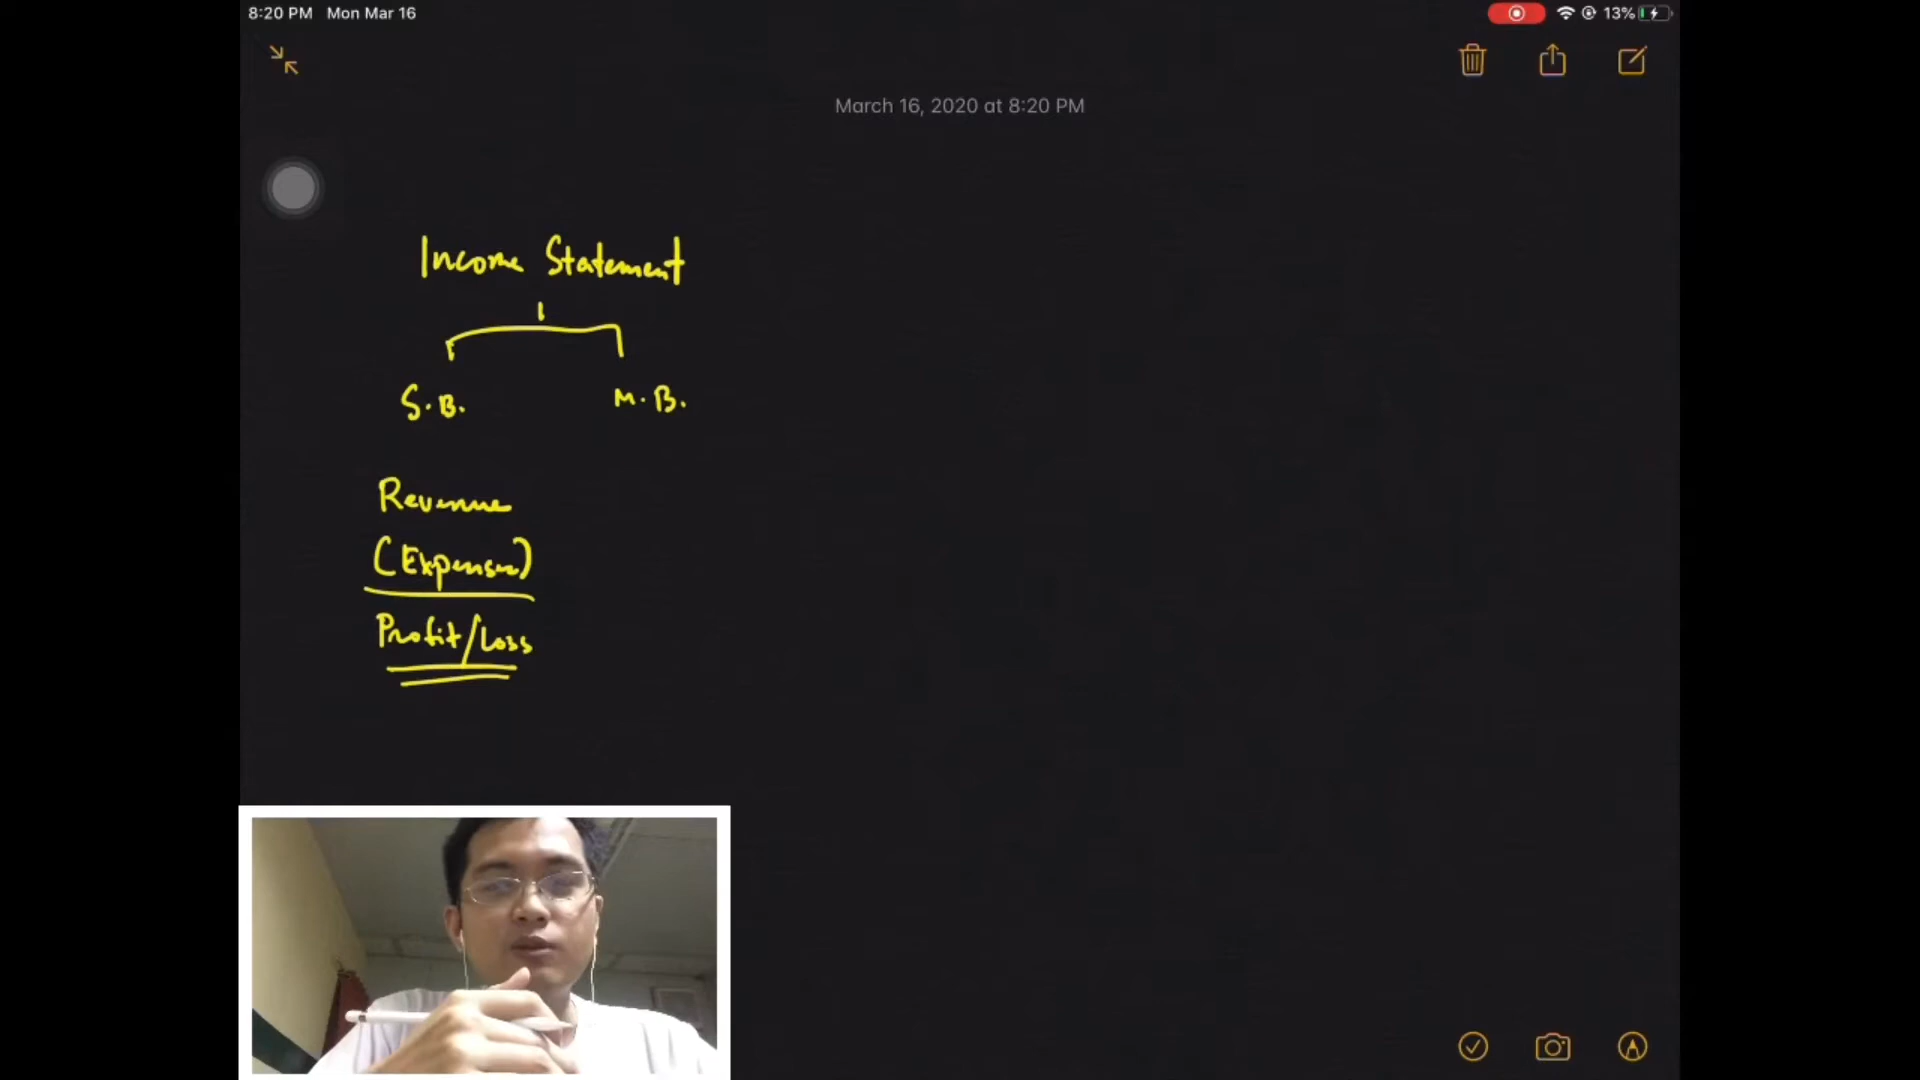 8:20 PM Mon Mar 16
13%
March 16, 2020 at 8:20 PM
Income Statement
S.B. M.B.
Revenue
(Expenses)
Profit/Loss